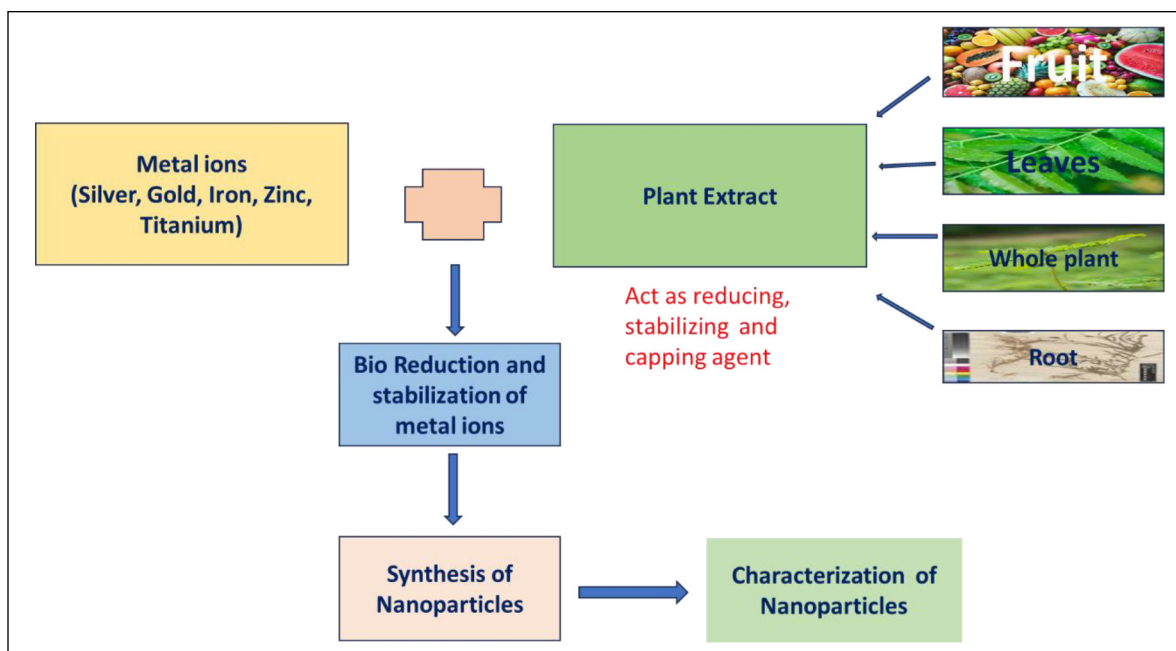 Fruit
Metal ions
(Silver, Gold, Iron, Zinc,
Titanium)
Plant Extract
Leaves
Whole plant
Act as reducing,
stabilizing and
capping agent
Root
Bio Reduction and
stabilization of
metal ions
Synthesis of
Nanoparticles
Characterization of
Nanoparticles